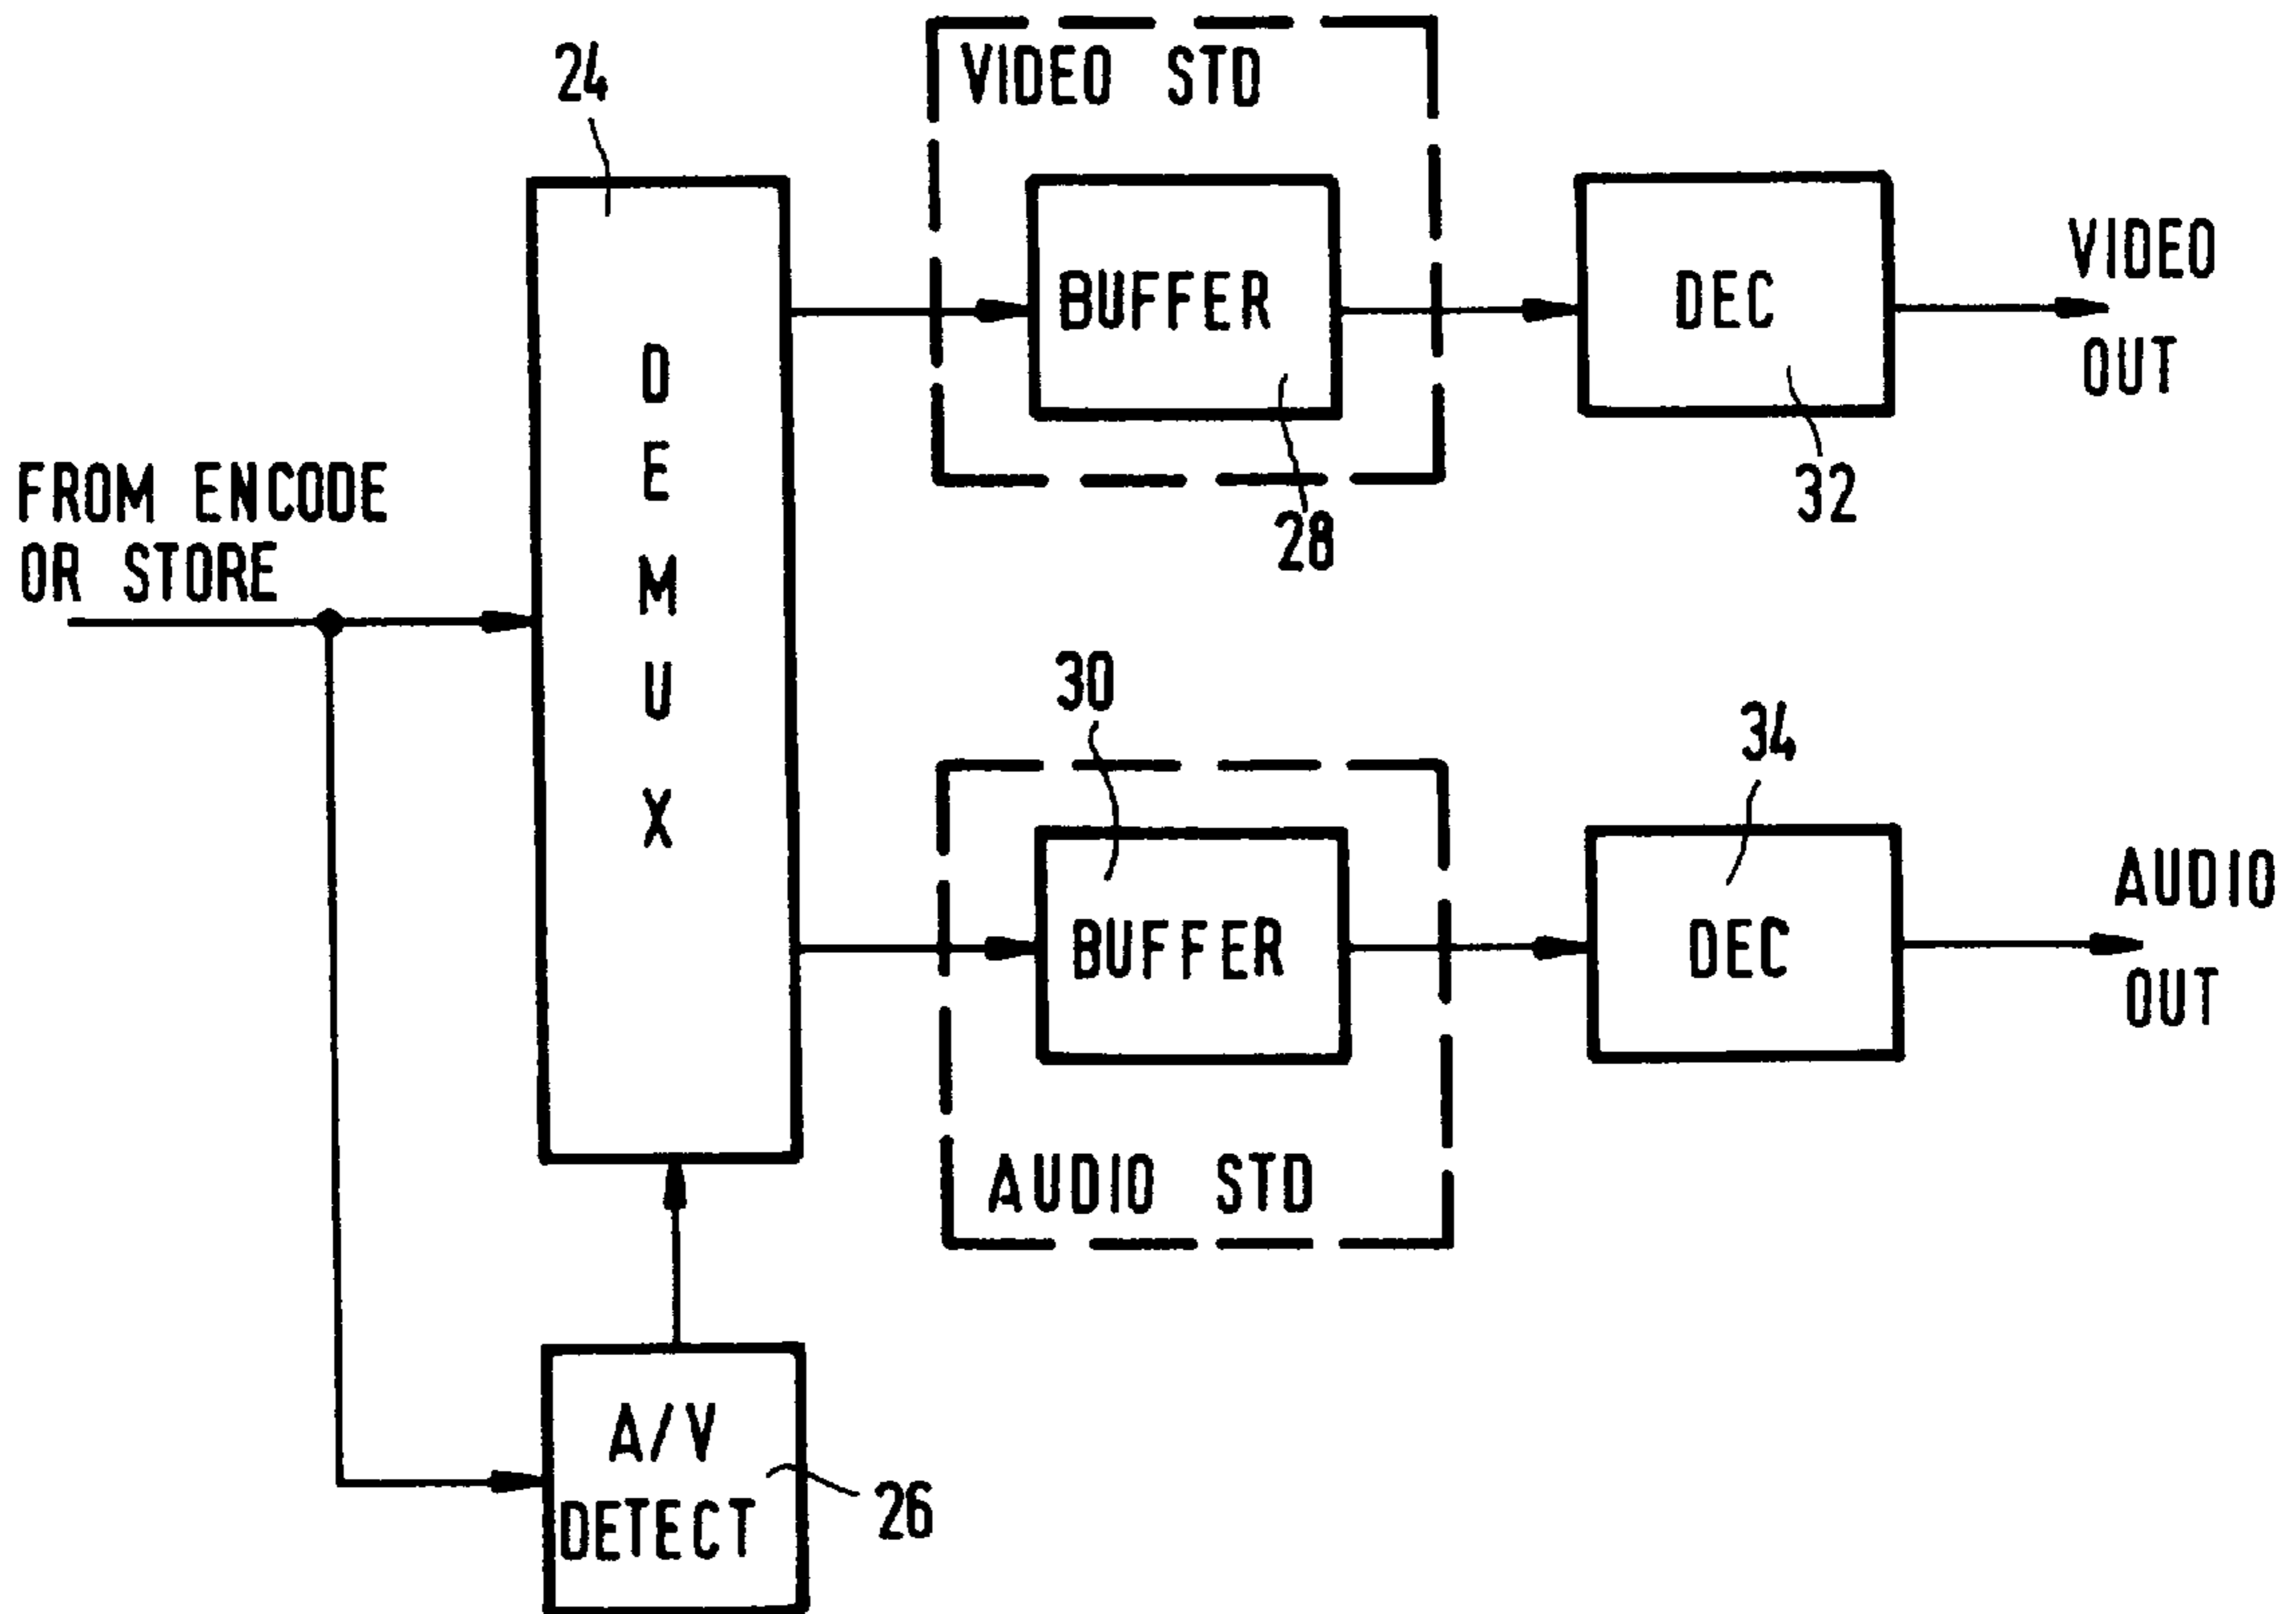 24
VIDEO STD
BUFFER
28
DEC
32
VIDEO
OUT
FROM ENCODE
OR STORE
DEMUX
30
BUFFER
AUDIO STD
34
DEC
AUDIO
OUT
A/V
DETECT
26